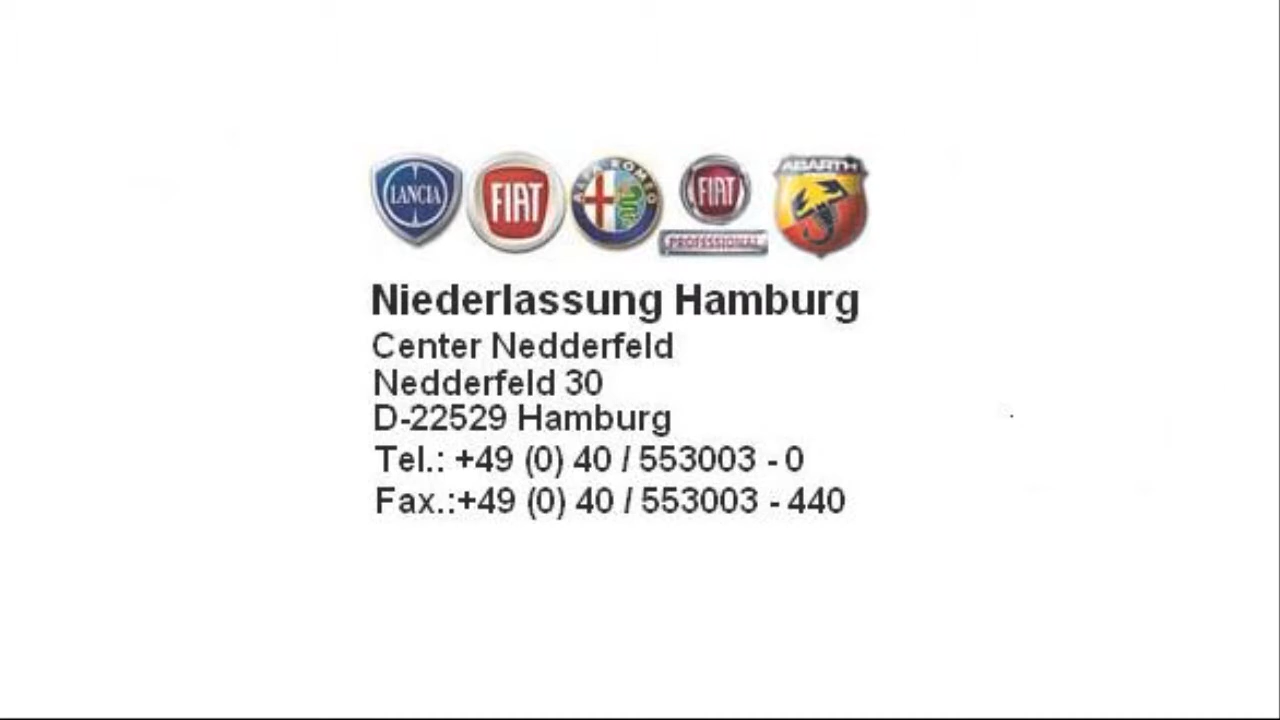 LANCIA FIAT ALFA ROMEO FIAT ABARTH
PROFESSIONAL
Niederlassung Hamburg
Center Nedderfeld
Nedderfeld 30
D-22529 Hamburg
Tel.: +49 (0) 40 / 553003 - 0
Fax.:+49 (0) 40 / 553003 - 440